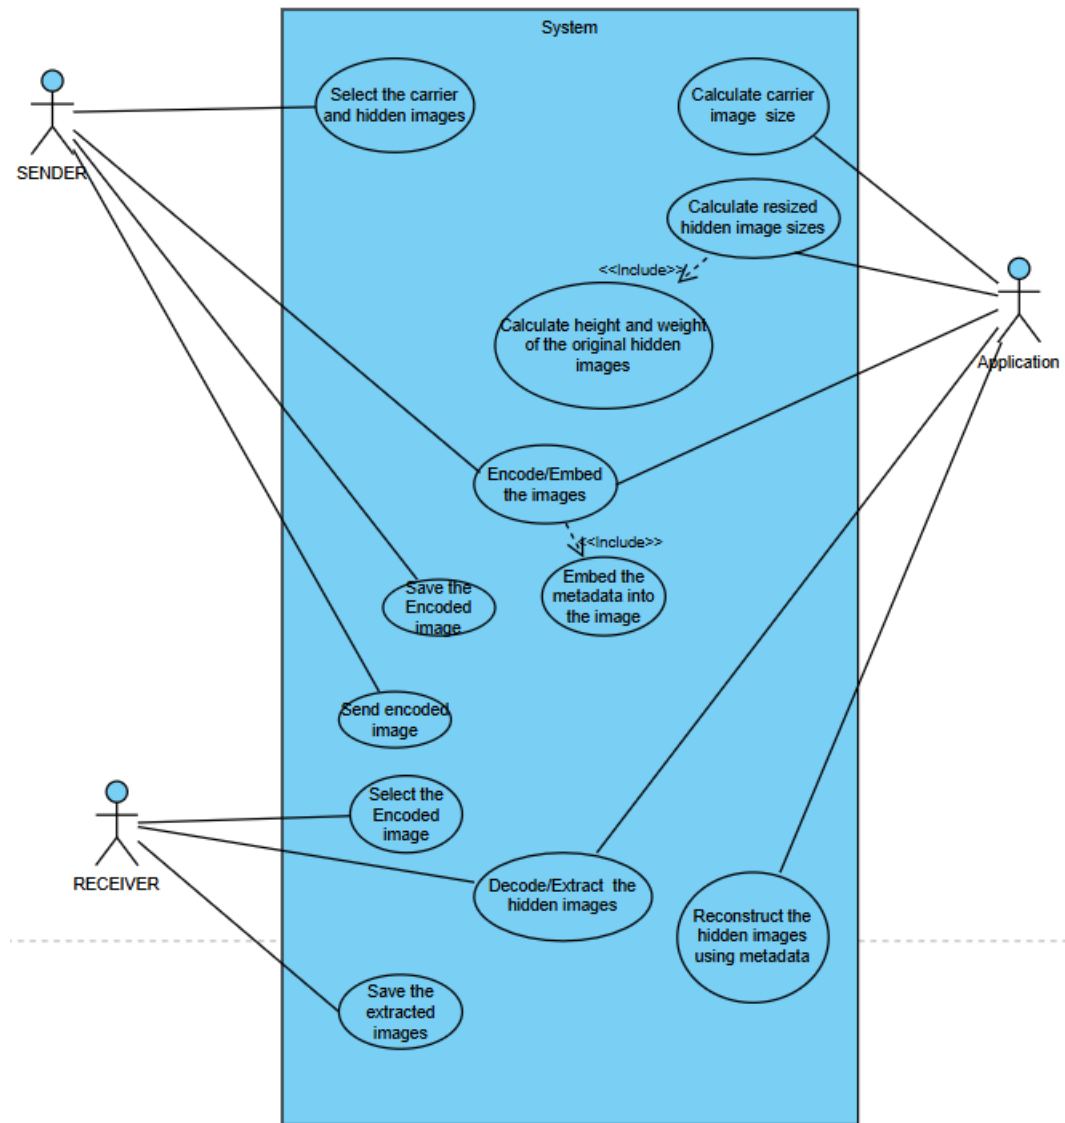 System
Select the carrier
and hidden images
Calculate carrier
image size
SENDER
Calculate resized
hidden image sizes
<<Include>>
Calculate height and weight
of the original hidden
images
Application
Encode/Embed
the images
<<Include>>
Embed the
metadata into
the image
Save the
Encoded
image
Send encoded
image
Select the
Encoded
image
RECEIVER
Decode/Extract the
hidden images
Reconstruct the
hidden images
using metadata
Save the
extracted
images